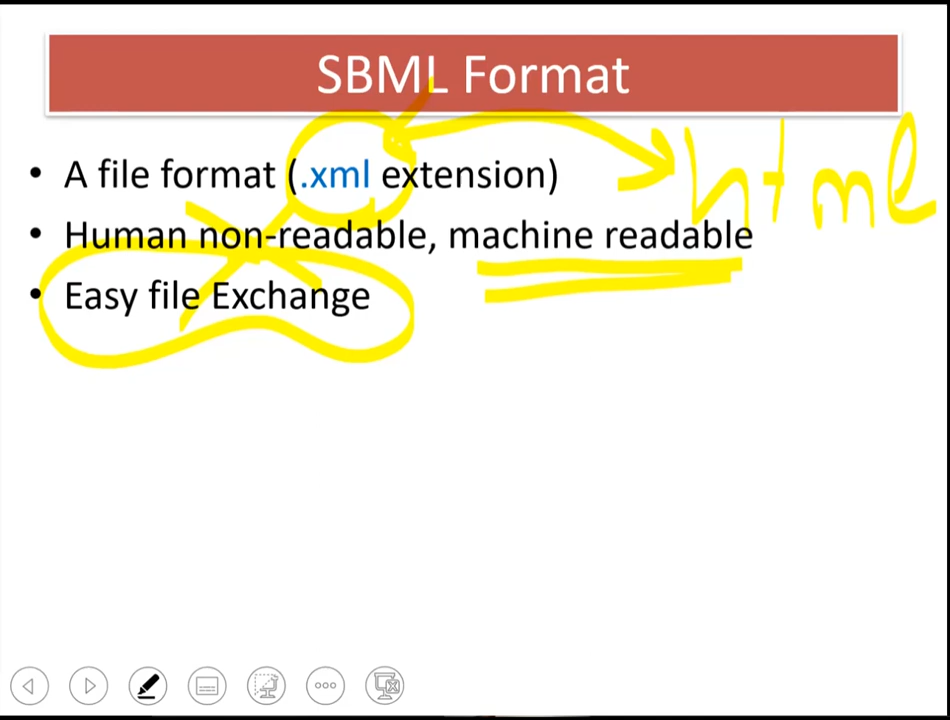 SBML Format
• A file format (.xml extension)
html
• Human non-readable, machine readable
• Easy file Exchange